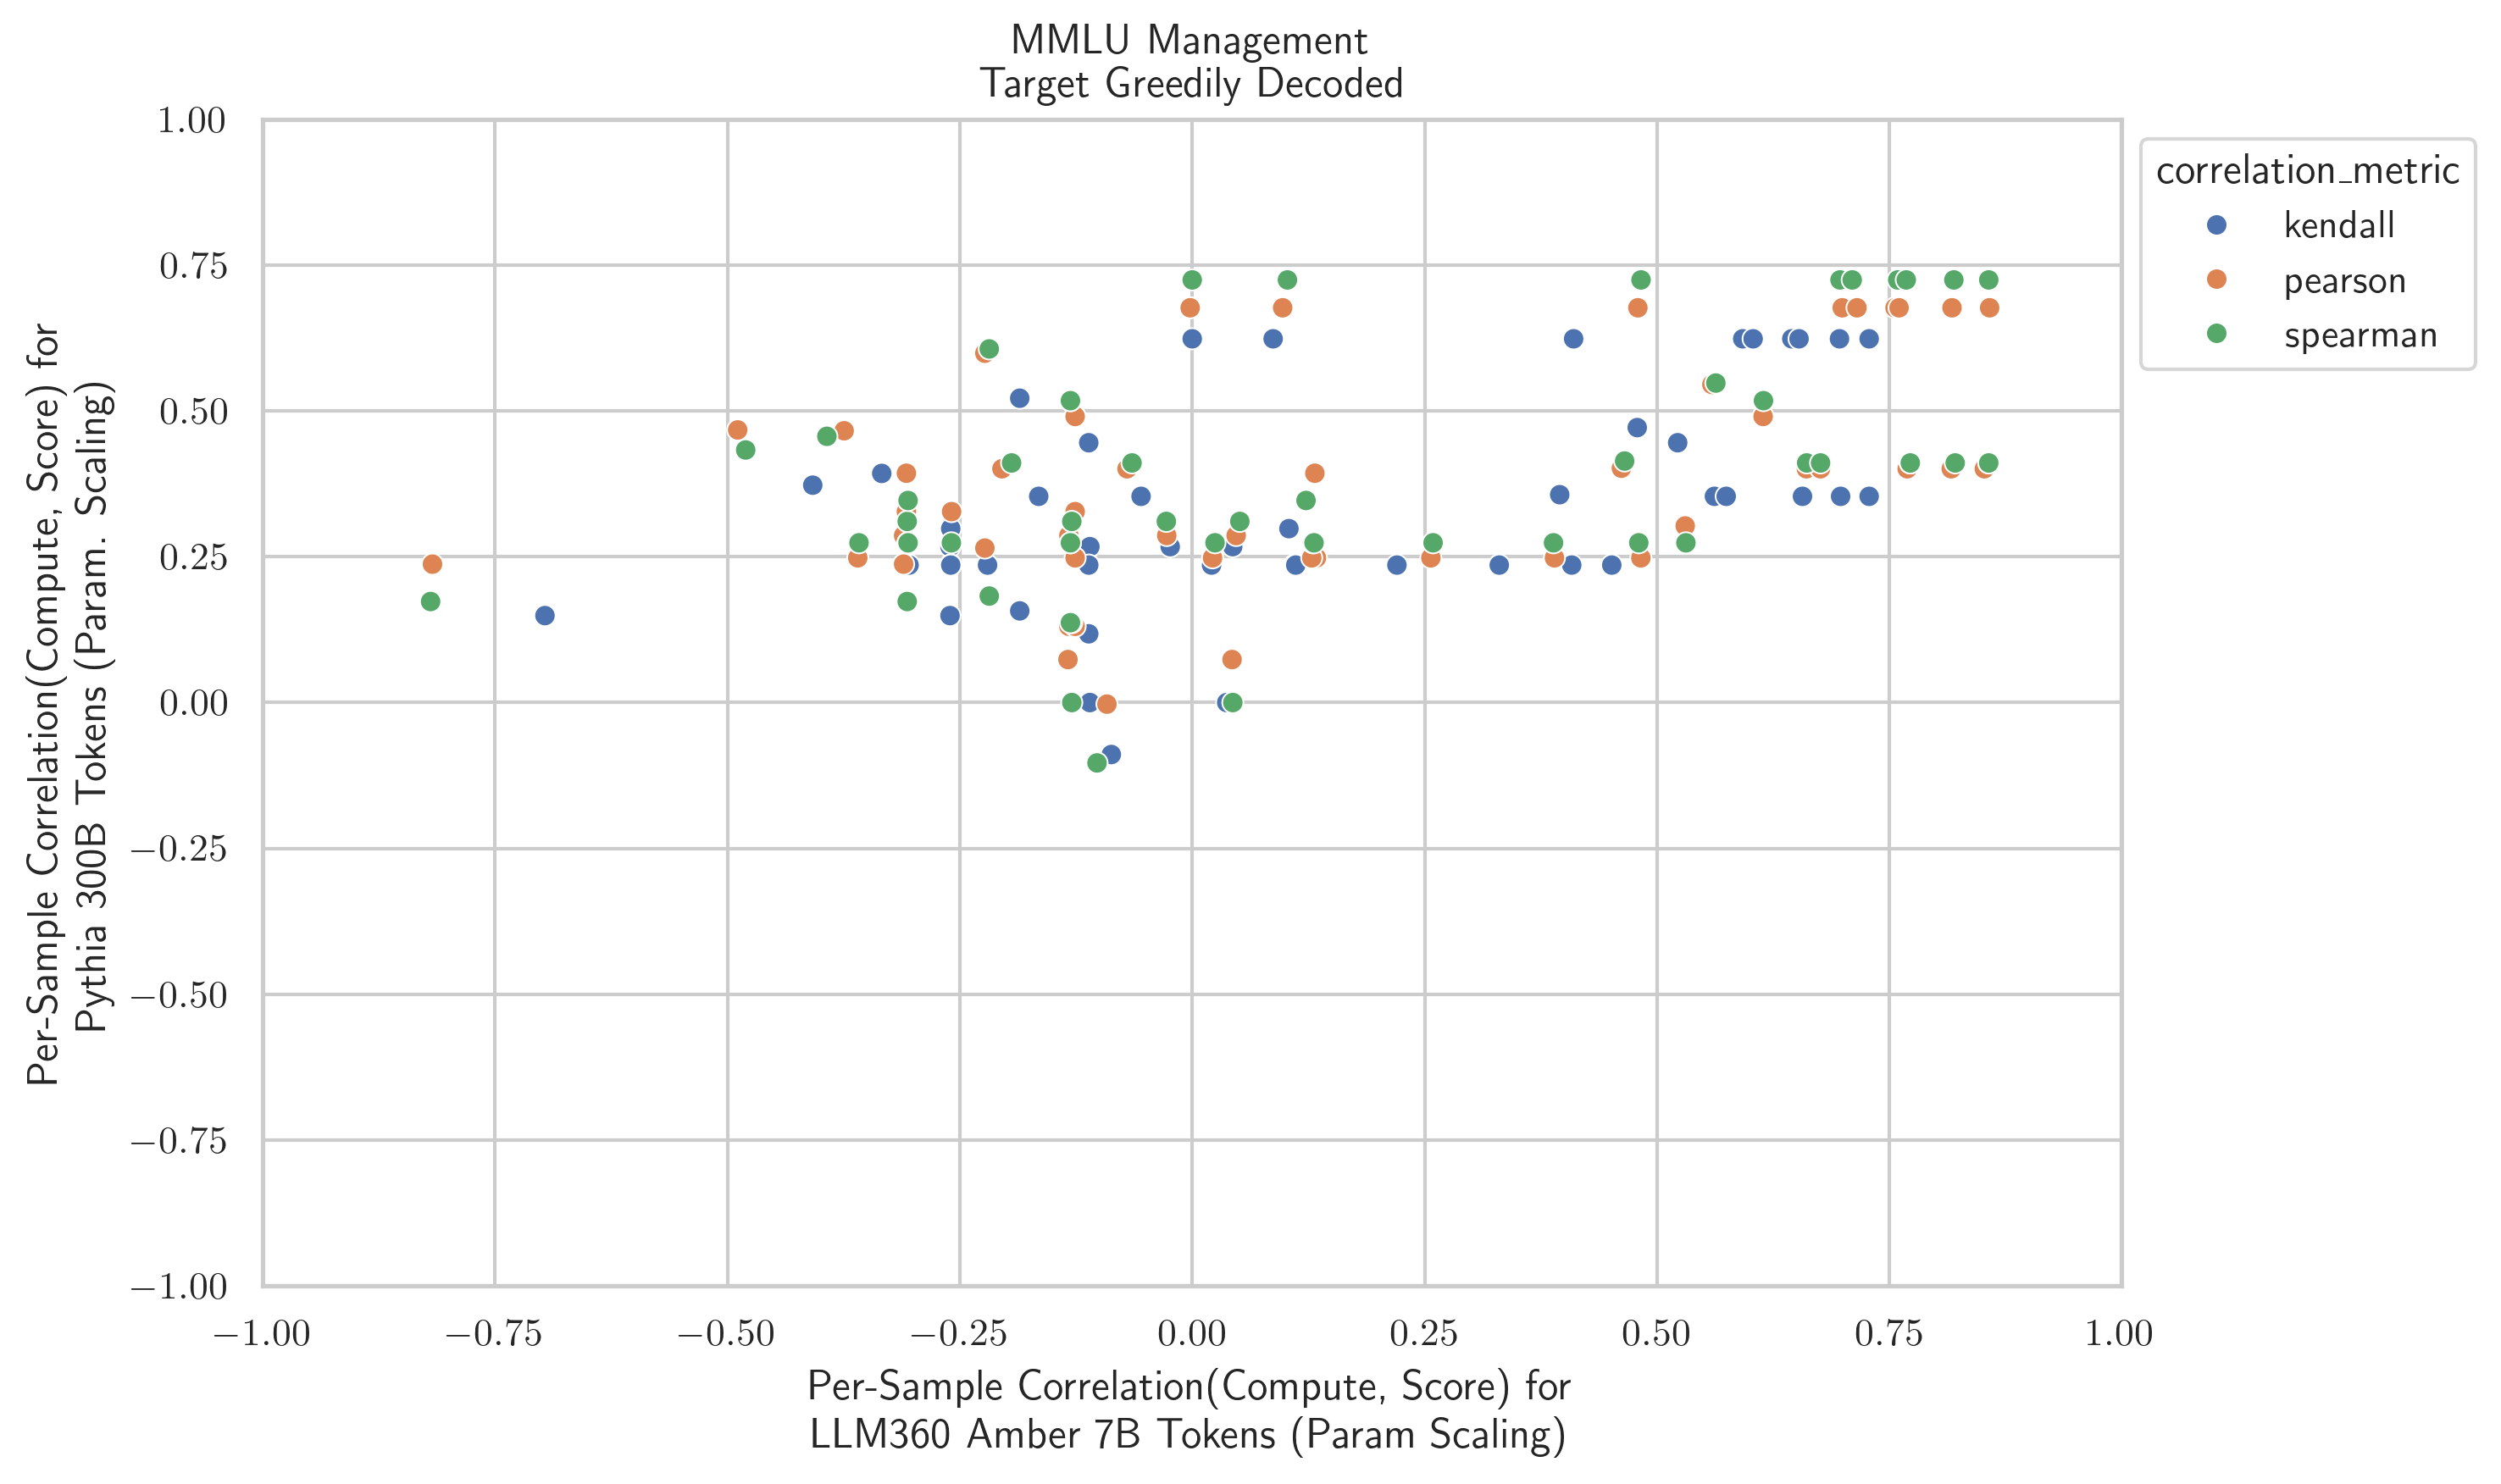 MMLU Management
Target Greedily Decoded
1.00
0.75
0.50
0.25
0.00
−0.25
−0.50
−0.75
−1.00
Per-Sample Correlation(Compute, Score) for
Pythia 300B Tokens (Param. Scaling)
correlation_metric
kendall
pearson
spearman
−1.00
−0.75
−0.50
−0.25
0.00
0.25
0.50
0.75
1.00
Per-Sample Correlation(Compute, Score) for
LLM360 Amber 7B Tokens (Param Scaling)